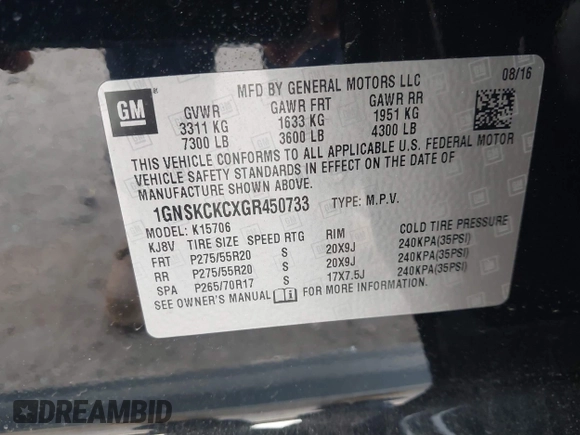 MFD BY GENERAL MOTORS LLC 08/16
GM
GVWR GAWR FRT GAWR RR
3311 KG 1633 KG 1951 KG
7300 LB 3600 LB 4300 LB
THIS VEHICLE CONFORMS TO ALL APPLICABLE U.S. FEDERAL MOTOR
VEHICLE SAFETY STANDARDS IN EFFECT ON THE DATE OF
MANUFACTURE SHOWN ABOVE.
1GNSKCKCXGR450733 TYPE: M.P.V.
MODEL: K15706
KJ8V TIRE SIZE SPEED RTG RIM COLD TIRE PRESSURE
FRT P275/55R20 S 20X9J 240KPA(35PSI)
RR P275/55R20 S 20X9J 240KPA(35PSI)
SPA P265/70R17 S 17X7.5J 240KPA(35PSI)
SEE OWNER'S MANUAL FOR MORE INFORMATION.
DREAMBID